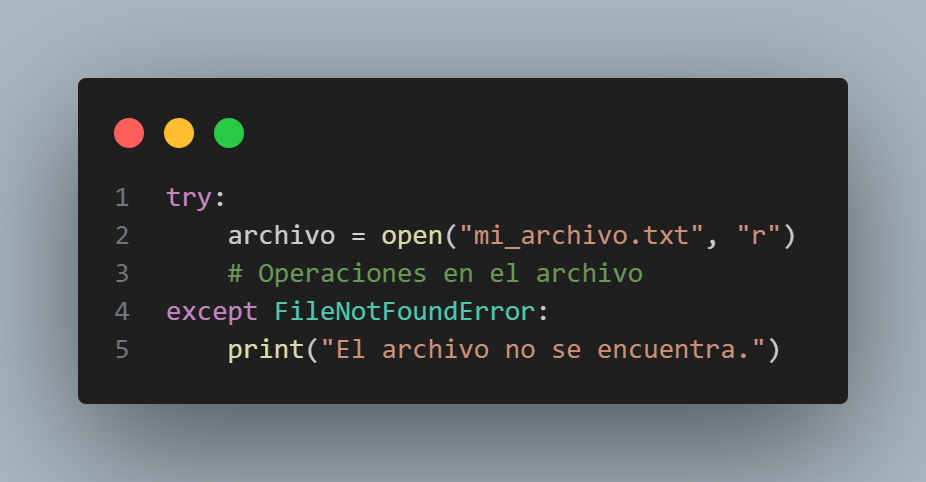 1 try:
2     archivo = open("mi_archivo.txt", "r")
3     # Operaciones en el archivo
4 except FileNotFoundError:
5     print("El archivo no se encuentra.")